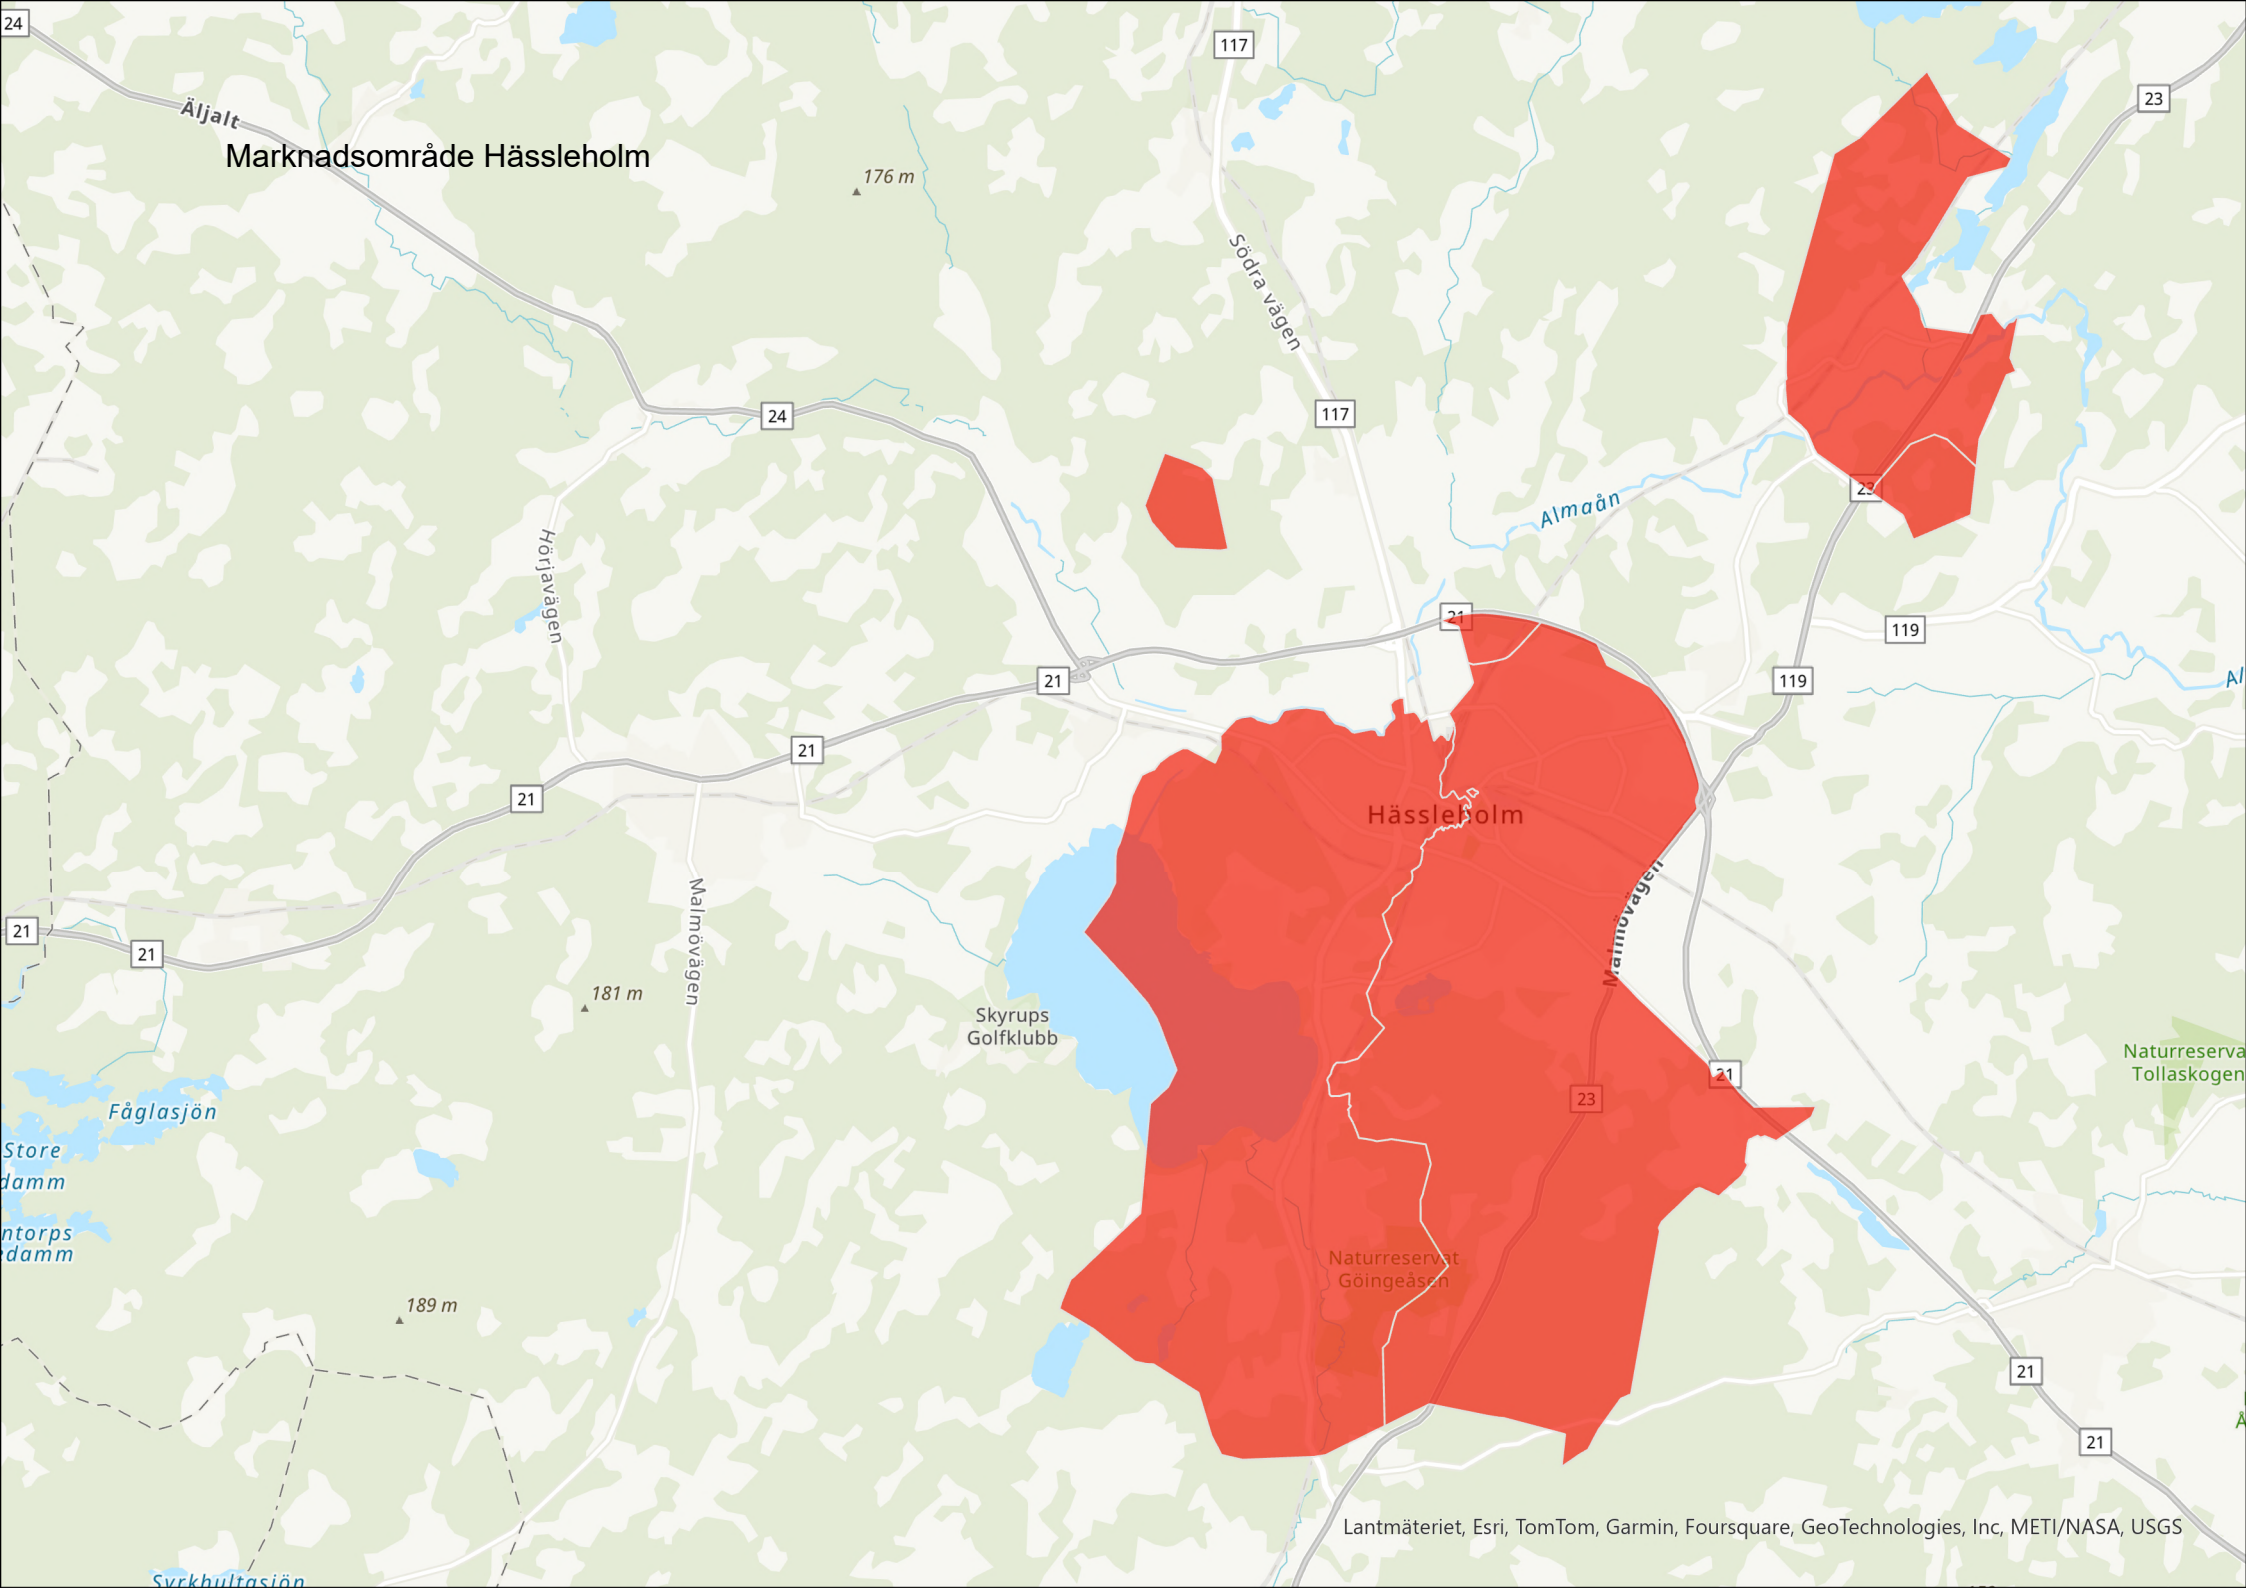 24
117
23
Äljalt
Marknadsområde Hässleholm
176 m
Södra vägen
24
117
23
Almaån
Hörjavägen
21
119
21
119
21
21
Hässleholm
Malmövägen
Malmövägen
21
21
181 m
Skyrups
Golfklubb
Naturreserva
Tollaskogen
21
23
Fåglasjön
Store
damm
ntorps
edamm
Naturreservat
Göingeåsen
189 m
21
21
Lantmäteriet, Esri, TomTom, Garmin, Foursquare, GeoTechnologies, Inc, METI/NASA, USGS
Syrkhultasjön